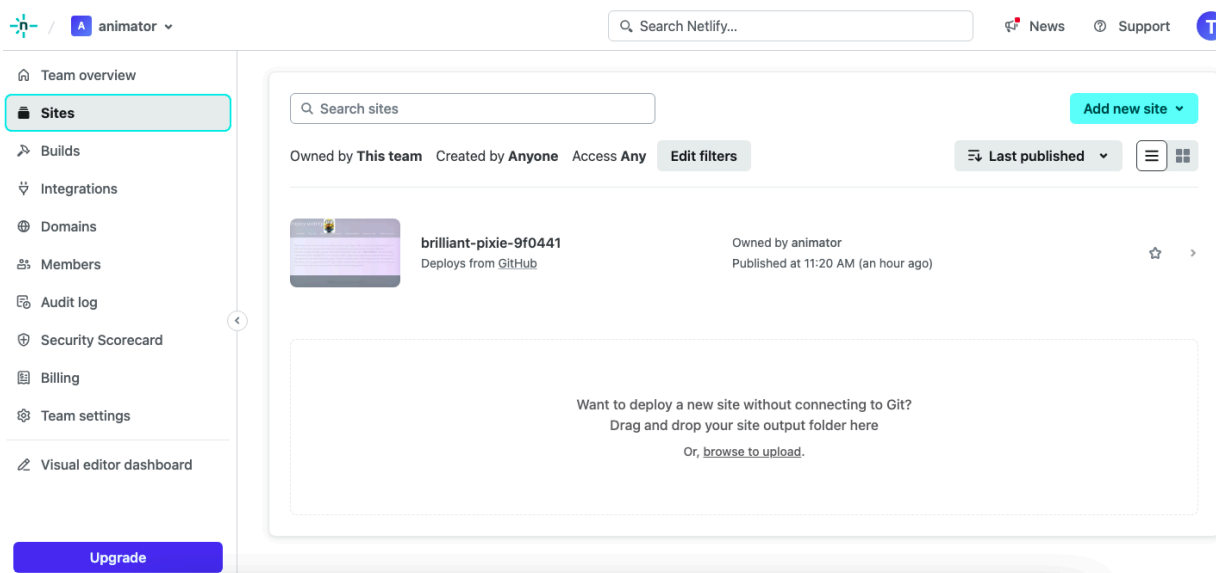 n
A animator
Search Netlify...
News
Support
T
Team overview
Sites
Builds
Integrations
Domains
Members
Audit log
Security Scorecard
Billing
Team settings
Visual editor dashboard
Upgrade
Search sites
Add new site
Owned by This team Created by Anyone Access Any Edit filters
Last published
brilliant-pixie-9f0441
Deploys from GitHub
Owned by animator
Published at 11:20 AM (an hour ago)
Want to deploy a new site without connecting to Git?
Drag and drop your site output folder here
Or, browse to upload.